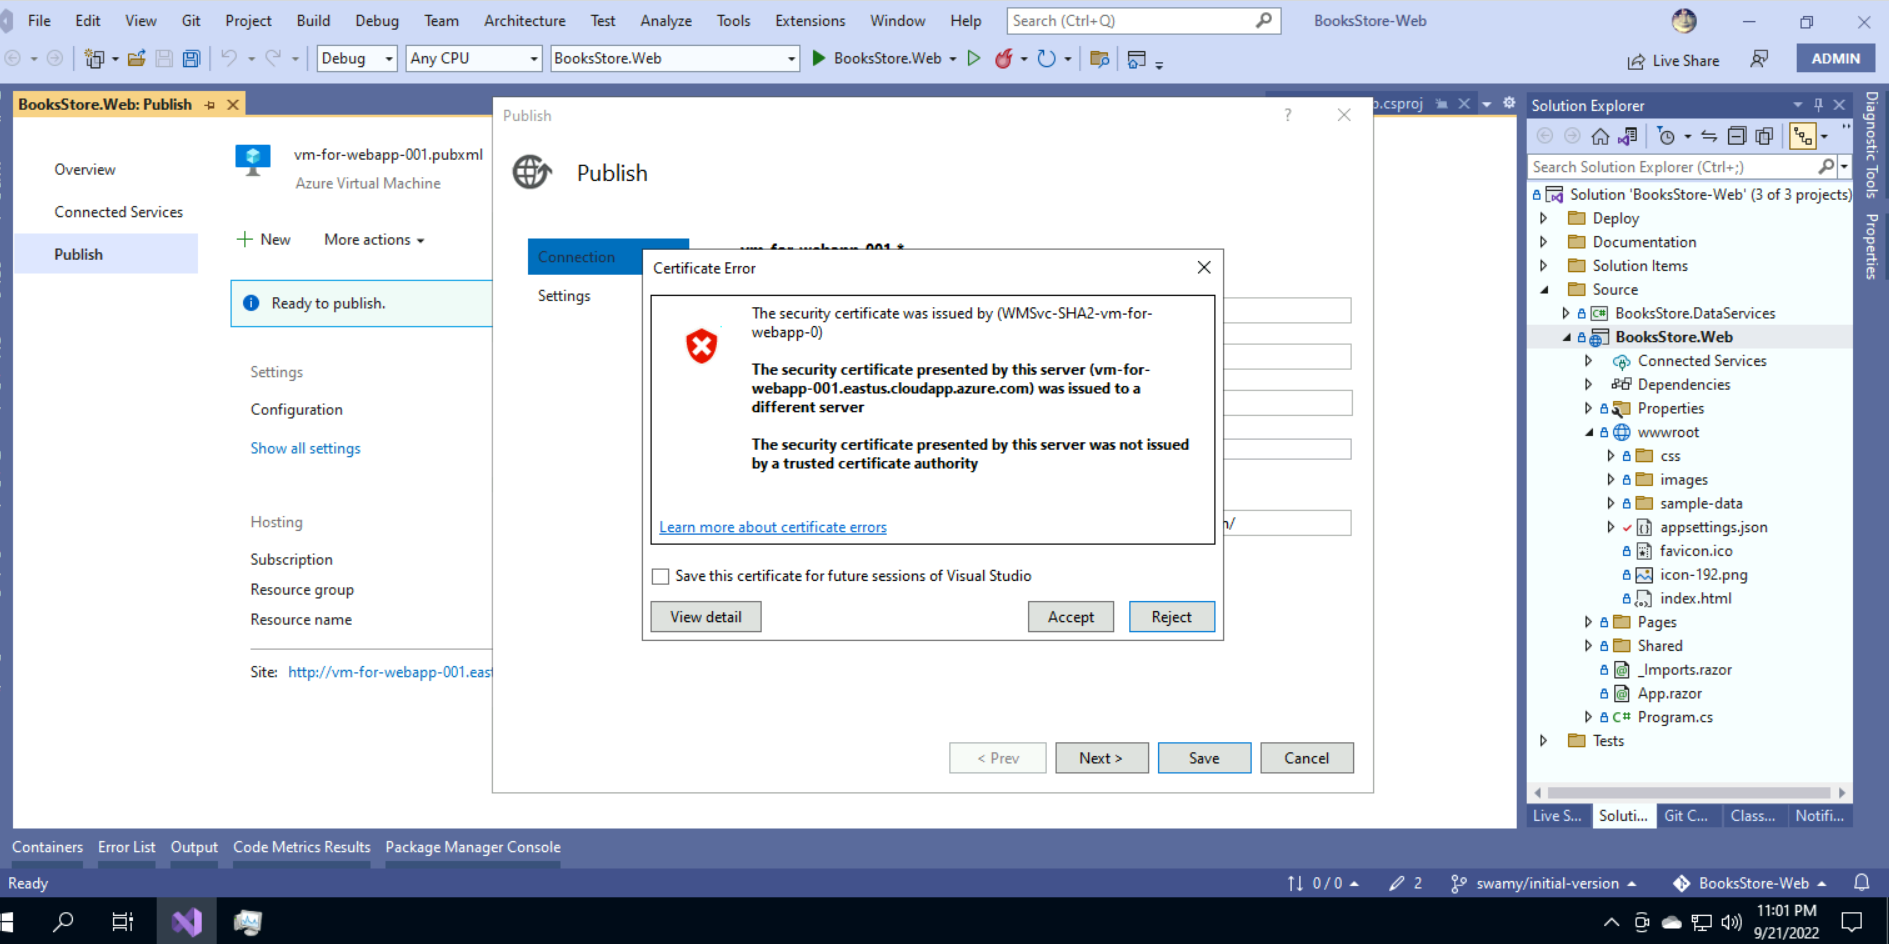 File Edit View Git Project Build Debug Team Architecture Test Analyze Tools Extensions Window Help Search (Ctrl+Q) BooksStore-Web
Debug Any CPU BooksStore.Web BooksStore.Web Live Share ADMIN
BooksStore.Web: Publish
Overview
Connected Services
Publish
vm-for-webapp-001.pubxml
Azure Virtual Machine
New More actions
Ready to publish.
Settings
Configuration
Show all settings
Hosting
Subscription
Resource group
Resource name
Site: http://vm-for-webapp-001.east
Publish ?
Publish
Connection
Settings
vm-for-webapp-001 *
Certificate Error
The security certificate was issued by (WMSvc-SHA2-vm-for-
webapp-0)
The security certificate presented by this server (vm-for-
webapp-001.eastus.cloudapp.azure.com) was issued to a
different server
The security certificate presented by this server was not issued
by a trusted certificate authority
Learn more about certificate errors
Save this certificate for future sessions of Visual Studio
View detail Accept Reject
< Prev Next > Save Cancel
.csproj
Solution Explorer
Search Solution Explorer (Ctrl+;)
Solution 'BooksStore-Web' (3 of 3 projects)
Deploy
Documentation
Solution Items
Source
C# BooksStore.DataServices
BooksStore.Web
Connected Services
Dependencies
Properties
wwwroot
css
images
sample-data
appsettings.json
favicon.ico
icon-192.png
index.html
Pages
Shared
_Imports.razor
App.razor
C# Program.cs
Tests
Live S... Soluti... Git C... Class... Notifi...
Diagnostic Tools
Properties
Containers Error List Output Code Metrics Results Package Manager Console
Ready 0 / 0 2 swamy/initial-version BooksStore-Web
11:01 PM
9/21/2022